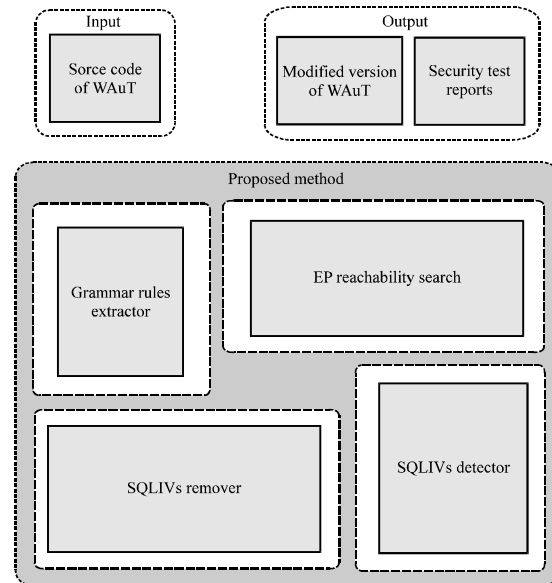 Input
Sorce code
of WAuT
Output
Modified version
of WAuT
Security test
reports
Proposed method
Grammar rules
extractor
EP reachability search
SQLIVs remover
SQLIVs detector